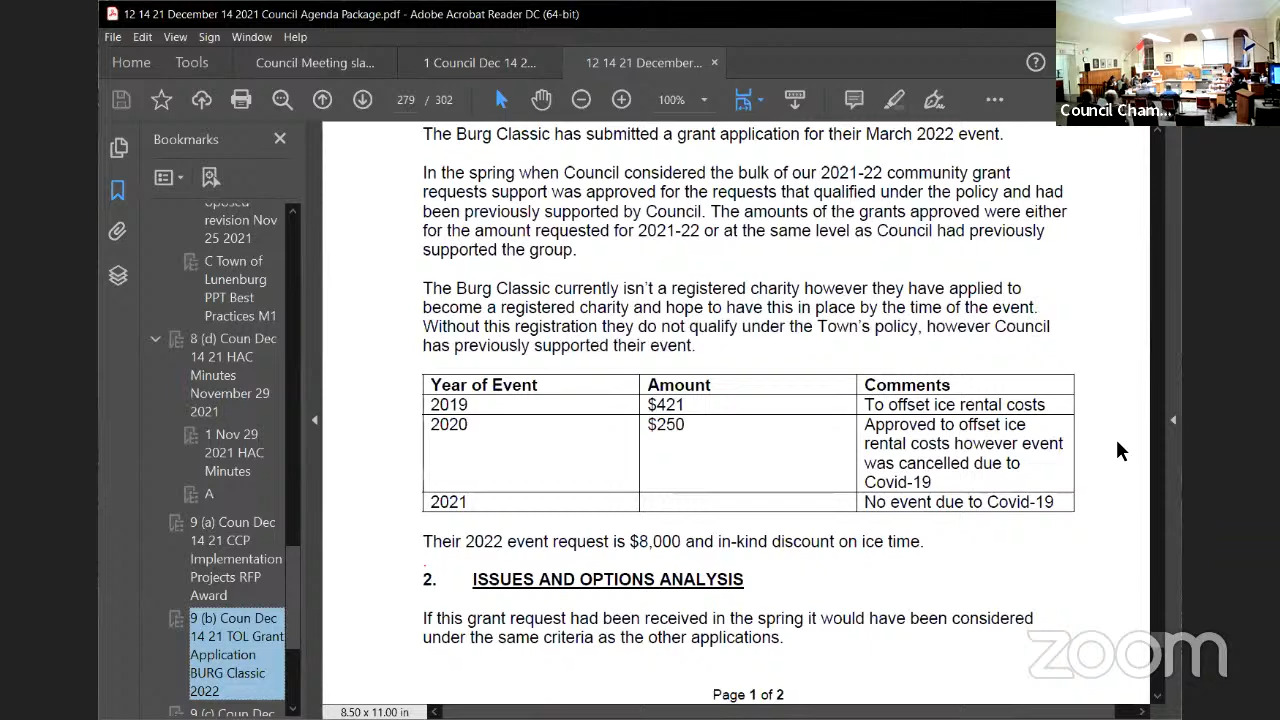 12 14 21 December 14 2021 Council Agenda Package.pdf - Adobe Acrobat Reader DC (64-bit)
File Edit View Sign Window Help
Home Tools Council Meeting sla... 1 Council Dec 14 2... 12 14 21 December... ×
279 / 302 100%
Council Cham...
Bookmarks
revision Nov
25 2021
C Town of
Lunenburg
PPT Best
Practices M1
8 (d) Coun Dec
14 21 HAC
Minutes
November 29
2021
1 Nov 29
2021 HAC
Minutes
A
9 (a) Coun Dec
14 21 CCP
Implementation
Projects RFP
Award
9 (b) Coun Dec
14 21 TOL Grant
Application
BURG Classic
2022
9 (c) Coun Dec
The Burg Classic has submitted a grant application for their March 2022 event.
In the spring when Council considered the bulk of our 2021-22 community grant
requests support was approved for the requests that qualified under the policy and had
been previously supported by Council. The amounts of the grants approved were either
for the amount requested for 2021-22 or at the same level as Council had previously
supported the group.
The Burg Classic currently isn't a registered charity however they have applied to
become a registered charity and hope to have this in place by the time of the event.
Without this registration they do not qualify under the Town's policy, however Council
has previously supported their event.
Year of Event Amount Comments
2019 $421 To offset ice rental costs
2020 $250 Approved to offset ice
rental costs however event
was cancelled due to
Covid-19
2021 No event due to Covid-19
Their 2022 event request is $8,000 and in-kind discount on ice time.
2. ISSUES AND OPTIONS ANALYSIS
If this grant request had been received in the spring it would have been considered
under the same criteria as the other applications.
Page 1 of 2
8.50 x 11.00 in
zoom